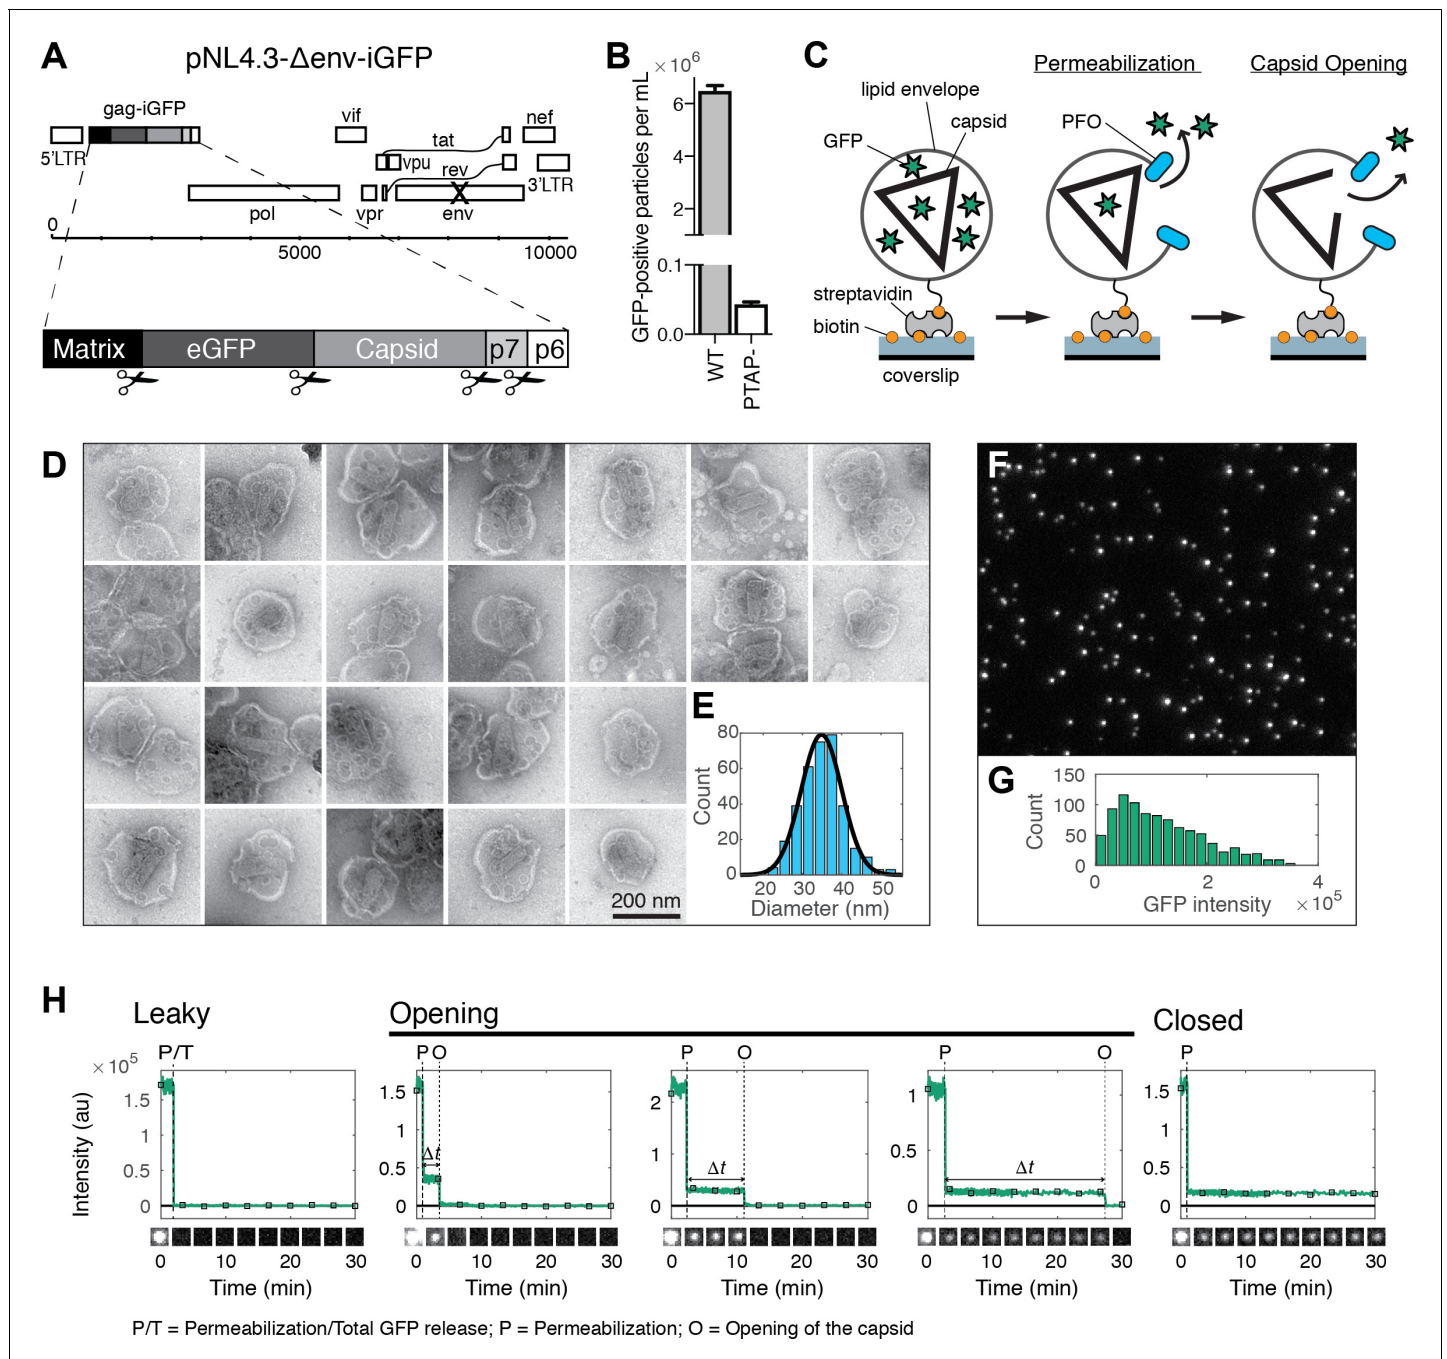 A
pNL4.3-Δenv-iGFP
gag-iGFP
vif
nef
tat
5'LTR
vpu
rev
3'LTR
pol
vpr
env
X
0
5000
10000
Matrix
eGFP
Capsid
p7
p6
B
×10⁶
GFP-positive particles per mL
6
4
2
0.1
0.0
WT
PTAP-
C
Permeabilization
Capsid Opening
lipid envelope
capsid
GFP
PFO
streptavidin
biotin
coverslip
D
200 nm
E
Count
80
60
40
20
0
20 30 40 50
Diameter (nm)
F
G
Count
150
100
50
0
0 2 4
GFP intensity ×10⁵
H
Leaky
Opening
Closed
P/T
P O
P O
P O
P
×10⁵
Intensity (au)
1.5
1
0.5
0
1.5
1
0.5
0
Δt
2
1
0
Δt
1
0.5
0
Δt
1.5
1
0.5
0
0 10 20 30
0 10 20 30
0 10 20 30
0 10 20 30
0 10 20 30
Time (min)
Time (min)
Time (min)
Time (min)
Time (min)
P/T = Permeabilization/Total GFP release; P = Permeabilization; O = Opening of the capsid